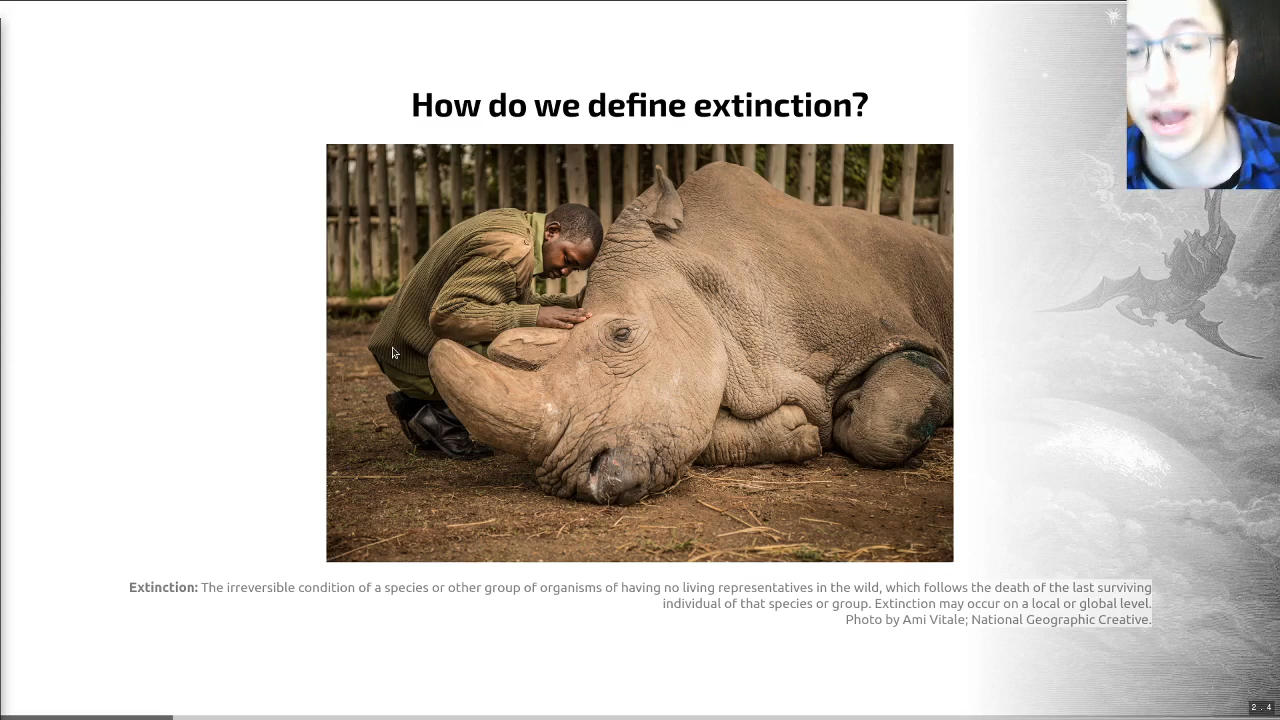 How do we define extinction?
Extinction: The irreversible condition of a species or other group of organisms of having no living representatives in the wild, which follows the death of the last surviving
individual of that species or group. Extinction may occur on a local or global level.
Photo by Ami Vitale; National Geographic Creative.
2 . 4